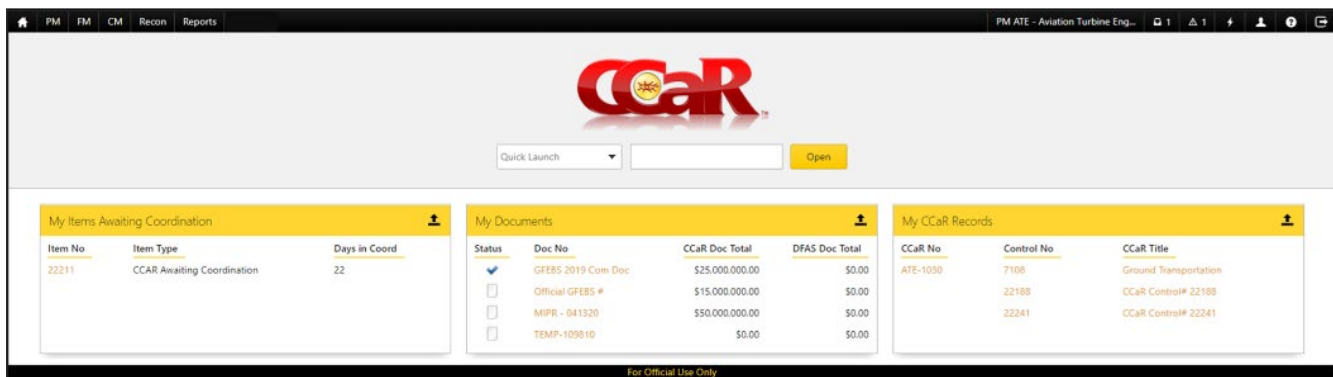 PM FM CM Recon Reports PM ATE - Aviation Turbine Eng... 1 1
CCaR TM
Quick Launch Open
My Items Awaiting Coordination
Item No Item Type Days in Coord
22211 CCAR Awaiting Coordination 22
My Documents
Status Doc No CCaR Doc Total DFAS Doc Total
GFEBS 2019 Com Doc $25,000,000.00 $0.00
Official GFEBS # $15,000,000.00 $0.00
MIPR - 041320 $50,000,000.00 $0.00
TEMP-109810 $0.00 $0.00
My CCaR Records
CCaR No Control No CCaR Title
ATE-1030 7108 Ground Transportation
22188 CCaR Control# 22188
22241 CCaR Control# 22241
For Official Use Only